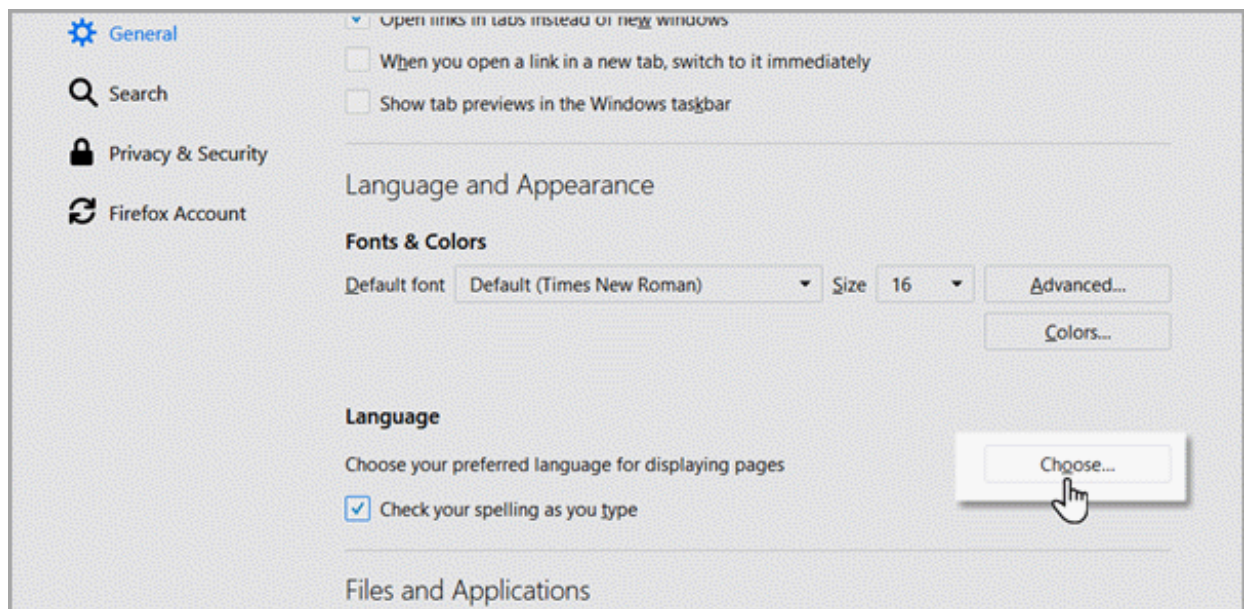 General
Search
Privacy & Security
Firefox Account
Open links in tabs instead of new windows
When you open a link in a new tab, switch to it immediately
Show tab previews in the Windows taskbar
Language and Appearance
Fonts & Colors
Default font Default (Times New Roman) Size 16 Advanced...
Colors...
Language
Choose your preferred language for displaying pages Choose...
Check your spelling as you type
Files and Applications